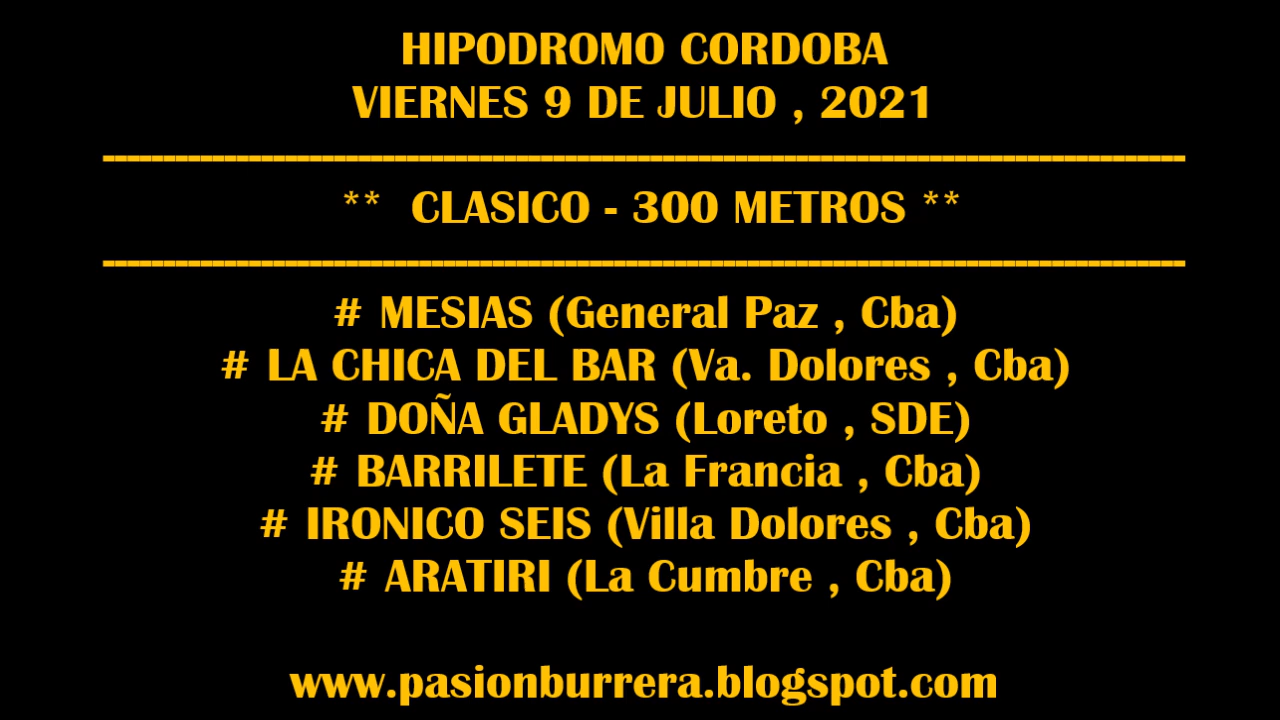 HIPODROMO CORDOBA
VIERNES 9 DE JULIO , 2021
** CLASICO - 300 METROS **
# MESIAS (General Paz , Cba)
# LA CHICA DEL BAR (Va. Dolores , Cba)
# DOÑA GLADYS (Loreto , SDE)
# BARRILETE (La Francia , Cba)
# IRONICO SEIS (Villa Dolores , Cba)
# ARATIRI (La Cumbre , Cba)
www.pasionburrera.blogspot.com